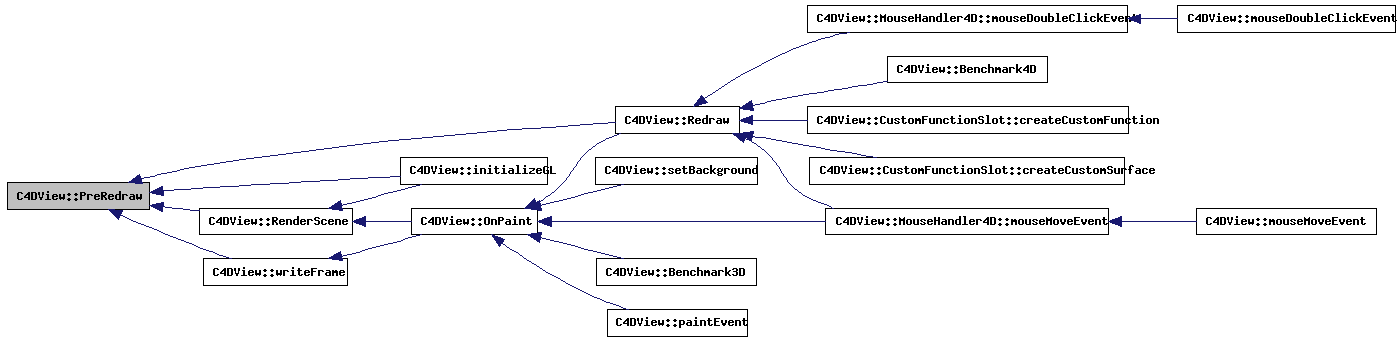 C4DView::MouseHandler4D::mouseDoubleClickEvent
C4DView::mouseDoubleClickEvent
C4DView::Benchmark4D
C4DView::Redraw
C4DView::CustomFunctionSlot::createCustomFunction
C4DView::initializeGL
C4DView::setBackground
C4DView::CustomFunctionSlot::createCustomSurface
C4DView::PreRedraw
C4DView::RenderScene
C4DView::OnPaint
C4DView::MouseHandler4D::mouseMoveEvent
C4DView::mouseMoveEvent
C4DView::writeFrame
C4DView::Benchmark3D
C4DView::paintEvent